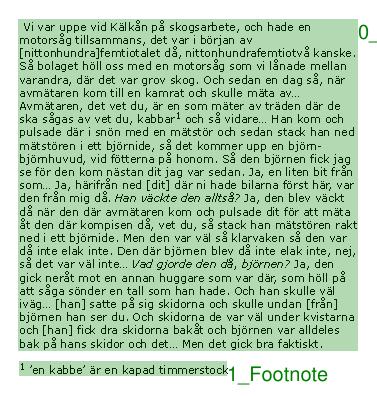 Vi var uppe vid Kälkån på skogsarbete, och hade en
motorsåg tillsammans, det var i början av
[nittonhundra]femtiotalet då, nittonhundrafemtiotvå kanske.
Så bolaget höll oss med en motorsåg som vi lånade mellan
varandra, där det var grov skog. Och sedan en dag så, när
avmätaren kom till en kamrat och skulle mäta av...
Avmätaren, det vet du, är en som mäter av träden där de
ska sågas av vet du, kabbar¹ och så vidare... Han kom och
pulsade där i snön med en mätstör och sedan stack han ned
mätstören i ett björnide, så det kommer upp en björn-
björnhuvud, vid fötterna på honom. Så den björnen fick jag
se för den kom nästan dit jag var sedan. Ja, en liten bit från
som... Ja, härifrån ned [dit] där ni hade bilarna först här, var
den från mig då. Han väckte den alltså? Ja, den blev väckt
då när den där avmätaren kom och pulsade dit för att mäta
åt den där kompisen då, vet du, så stack han mätstören rakt
ned i ett björnide. Men den var väl så klarvaken så den var
då inte elak inte. Den där björnen blev då inte elak inte, nej,
så det var väl inte... Vad gjorde den då, björnen? Ja, den
gick neråt mot en annan huggare som var där, som höll på
att såga sönder en tall som han hade. Och han skulle väl
iväg... [han] satte på sig skidorna och skulle undan [från]
björnen han ser du. Och skidorna de var väl under kvistarna
och [han] fick dra skidorna bakåt och björnen var alldeles
bak på hans skidor och det... Men det gick bra faktiskt.
¹ 'en kabbe' är en kapad timmerstock
0_
1_Footnote